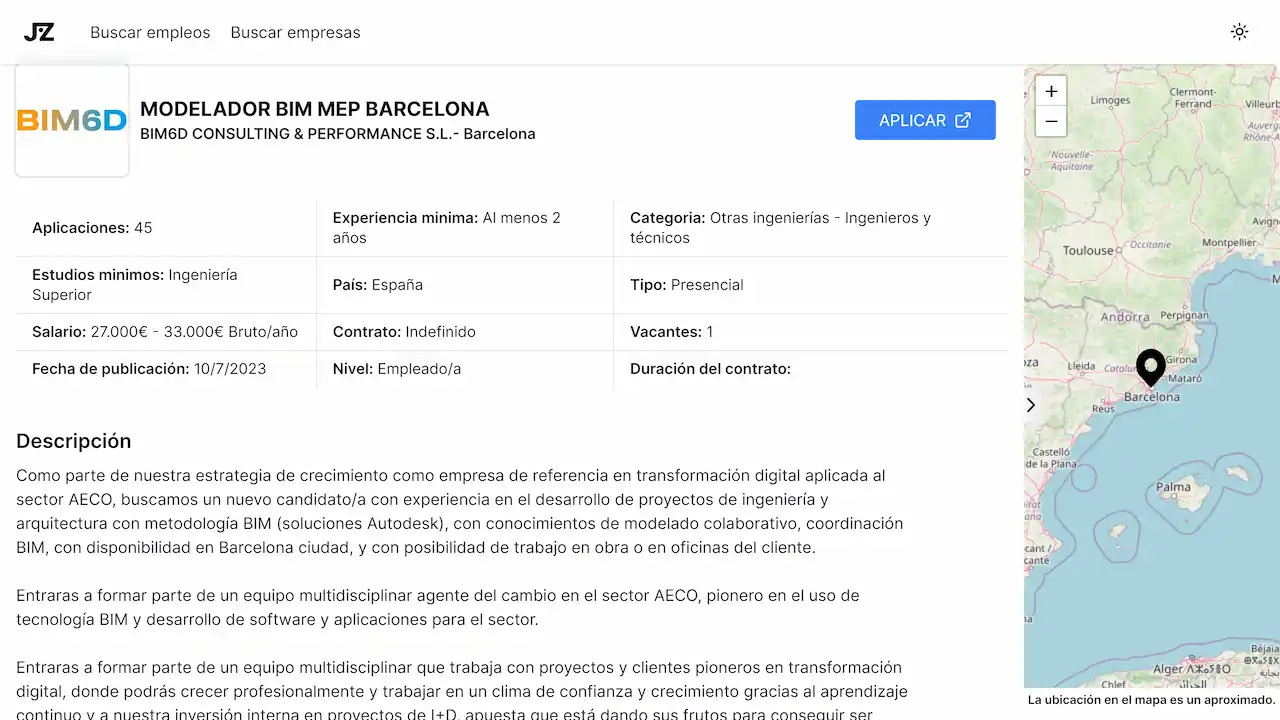 JZ Buscar empleos Buscar empresas
BIM6D
MODELADOR BIM MEP BARCELONA
BIM6D CONSULTING & PERFORMANCE S.L.- Barcelona
APLICAR
Aplicaciones: 45
Experiencia minima: Al menos 2
años
Categoria: Otras ingenierías - Ingenieros y
técnicos
Estudios minimos: Ingeniería
Superior
País: España
Tipo: Presencial
Salario: 27.000€ - 33.000€ Bruto/año
Contrato: Indefinido
Vacantes: 1
Fecha de publicación: 10/7/2023
Nivel: Empleado/a
Duración del contrato:
Descripción
Como parte de nuestra estrategia de crecimiento como empresa de referencia en transformación digital aplicada al
sector AECO, buscamos un nuevo candidato/a con experiencia en el desarrollo de proyectos de ingeniería y
arquitectura con metodología BIM (soluciones Autodesk), con conocimientos de modelado colaborativo, coordinación
BIM, con disponibilidad en Barcelona ciudad, y con posibilidad de trabajo en obra o en oficinas del cliente.
Entraras a formar parte de un equipo multidisciplinar agente del cambio en el sector AECO, pionero en el uso de
tecnología BIM y desarrollo de software y aplicaciones para el sector.
Entraras a formar parte de un equipo multidisciplinar que trabaja con proyectos y clientes pioneros en transformación
digital, donde podrás crecer profesionalmente y trabajar en un clima de confianza y crecimiento gracias al aprendizaje
continuo y a nuestra inversión interna en proyectos de I+D, apuesta que está dando sus frutos para conseguir ser
+
−
Limoges
Clermont-
Ferrand
Villeur
Auverg
Rhône-A
Nouvelle-
Aquitaine
Avign
Toulouse
Occitanie
Montpellier
Andorra
Perpignan
Girona
Lleida
Catalun
Mataró
Barcelona
Reus
Castelló
de la Plana
Palma
cant /
cante
Béjaïa
Alger
Chlef
الجزائر
La ubicación en el mapa es un aproximado.